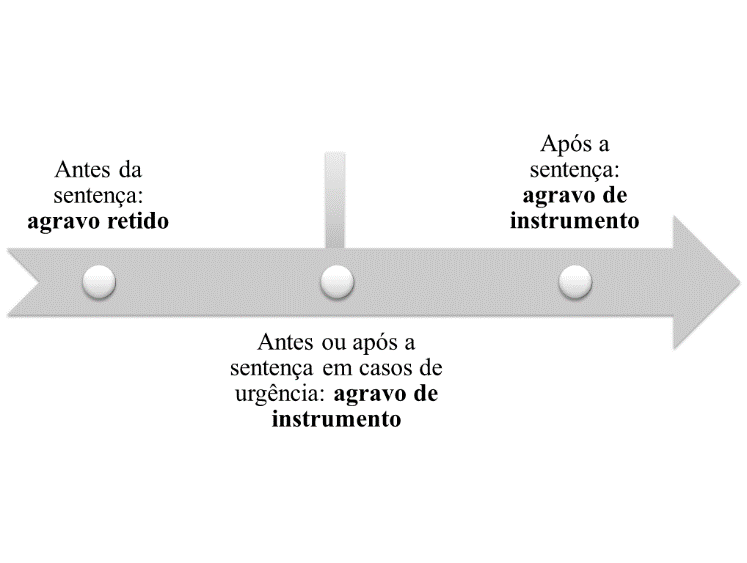 Antes da
sentença:
agravo retido
Antes ou após a
sentença em casos de
urgência: agravo de
instrumento
Após a
sentença:
agravo de
instrumento